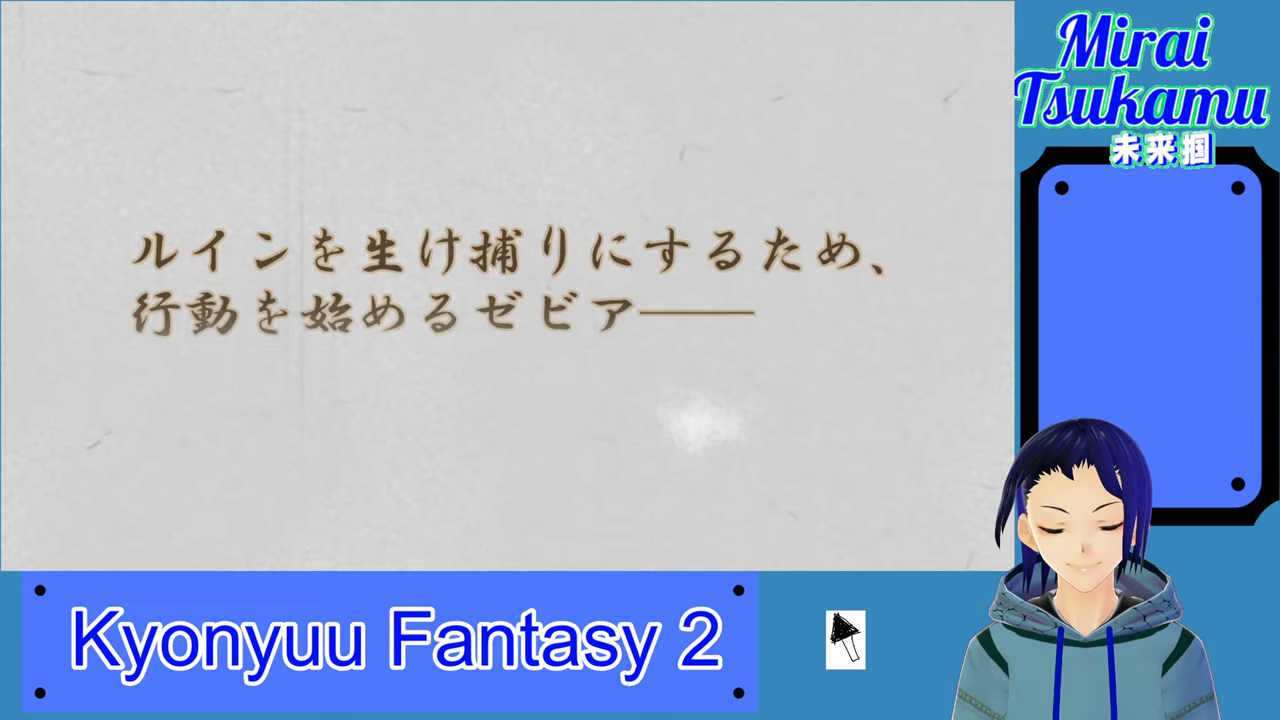 Mirai
Tsukamu
未来掴
ルインを生け捕りにするため、
行動を始めるゼビア――
Kyonyuu Fantasy 2